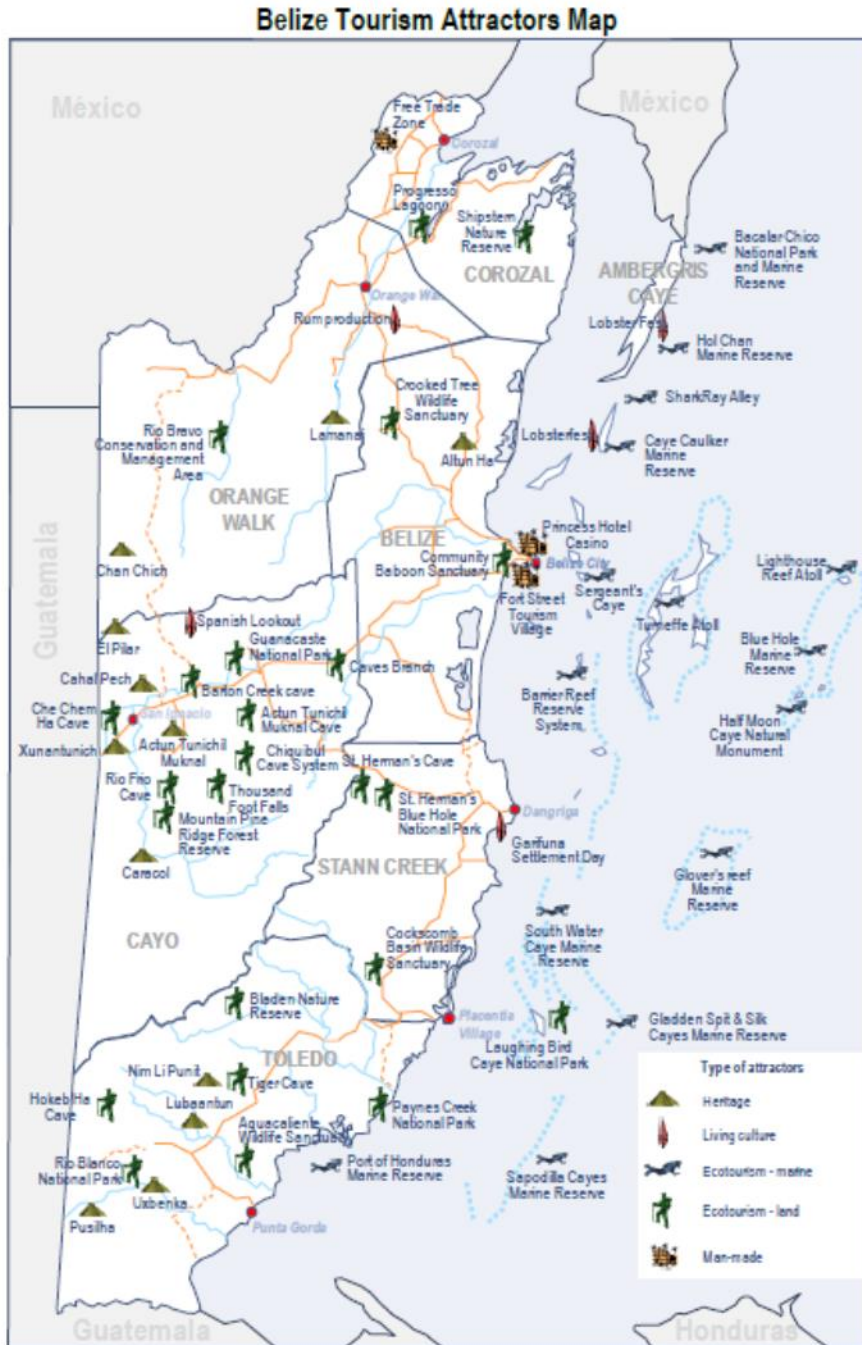 Belize Tourism Attractors Map
México
México
Free Trade
Zone
Corozal
Progresso
Lagoon
Shipstern
Nature
Reserve
COROZAL
AMBERGRIS
CAYE
Bacalar Chico
National Park
and Marine
Reserve
Orange Wal
Rum production
Lobster Fes
Hol Chan
Marine Reserve
Crooked Tree
Wildlife
Sanctuary
SharkRay Alley
Rio Bravo
Conservation and
Management
Area
Lamanai
Altun Ha
Lobsterfest
Caye Caulker
Marine
Reserve
ORANGE
WALK
BELIZE
Guatemala
Chan Chich
Princess Hotel
Casino
Community
Baboon Sanctuary
Belize City
Fort Street
Tourism
Village
Sergeant's
Caye
Turneffe Atoll
Lighthouse
Reef Atoll
El Pilar
Spanish Lookout
Guanacaste
National Park
Blue Hole
Marine
Reserve
Cahal Pech
Barton Creek cave
Caves Branch
Barrier Reef
Reserve
System
Half Moon
Caye Natural
Monument
Che Chem
Ha Cave
San Ignacio
Actun Tunichil
Muknal Cave
Xunantunich
Actun Tunichil
Muknal
Chiquibul
Cave System
St. Herman's Cave
Rio Frio
Cave
Thousand
Foot Falls
St. Herman's
Blue Hole
National Park
Dangriga
Mountain Pine
Ridge Forest
Reserve
Garifuna
Settlement Day
Caracol
STANN CREEK
Glover's reef
Marine
Reserve
CAYO
Cockscomb
Basin Wildlife
Sanctuary
South Water
Caye Marine
Reserve
Bladen Nature
Reserve
Placentia
Village
Laughing Bird
Caye National Park
Gladden Spit & Silk
Cayes Marine Reserve
TOLEDO
Nim Li Punit
Tiger Cave
Hokeb Ha
Cave
Lubaantun
Paynes Creek
National Park
Aguacaliente
Wildlife Sanctuary
Rio Blanco
National Park
Port of Honduras
Marine Reserve
Sapodilla Cayes
Marine Reserve
Uxbenka
Pusilha
Punta Gorda
Type of attractors
Heritage
Living culture
Ecotourism - marine
Ecotourism - land
Man-made
Guatemala
Honduras